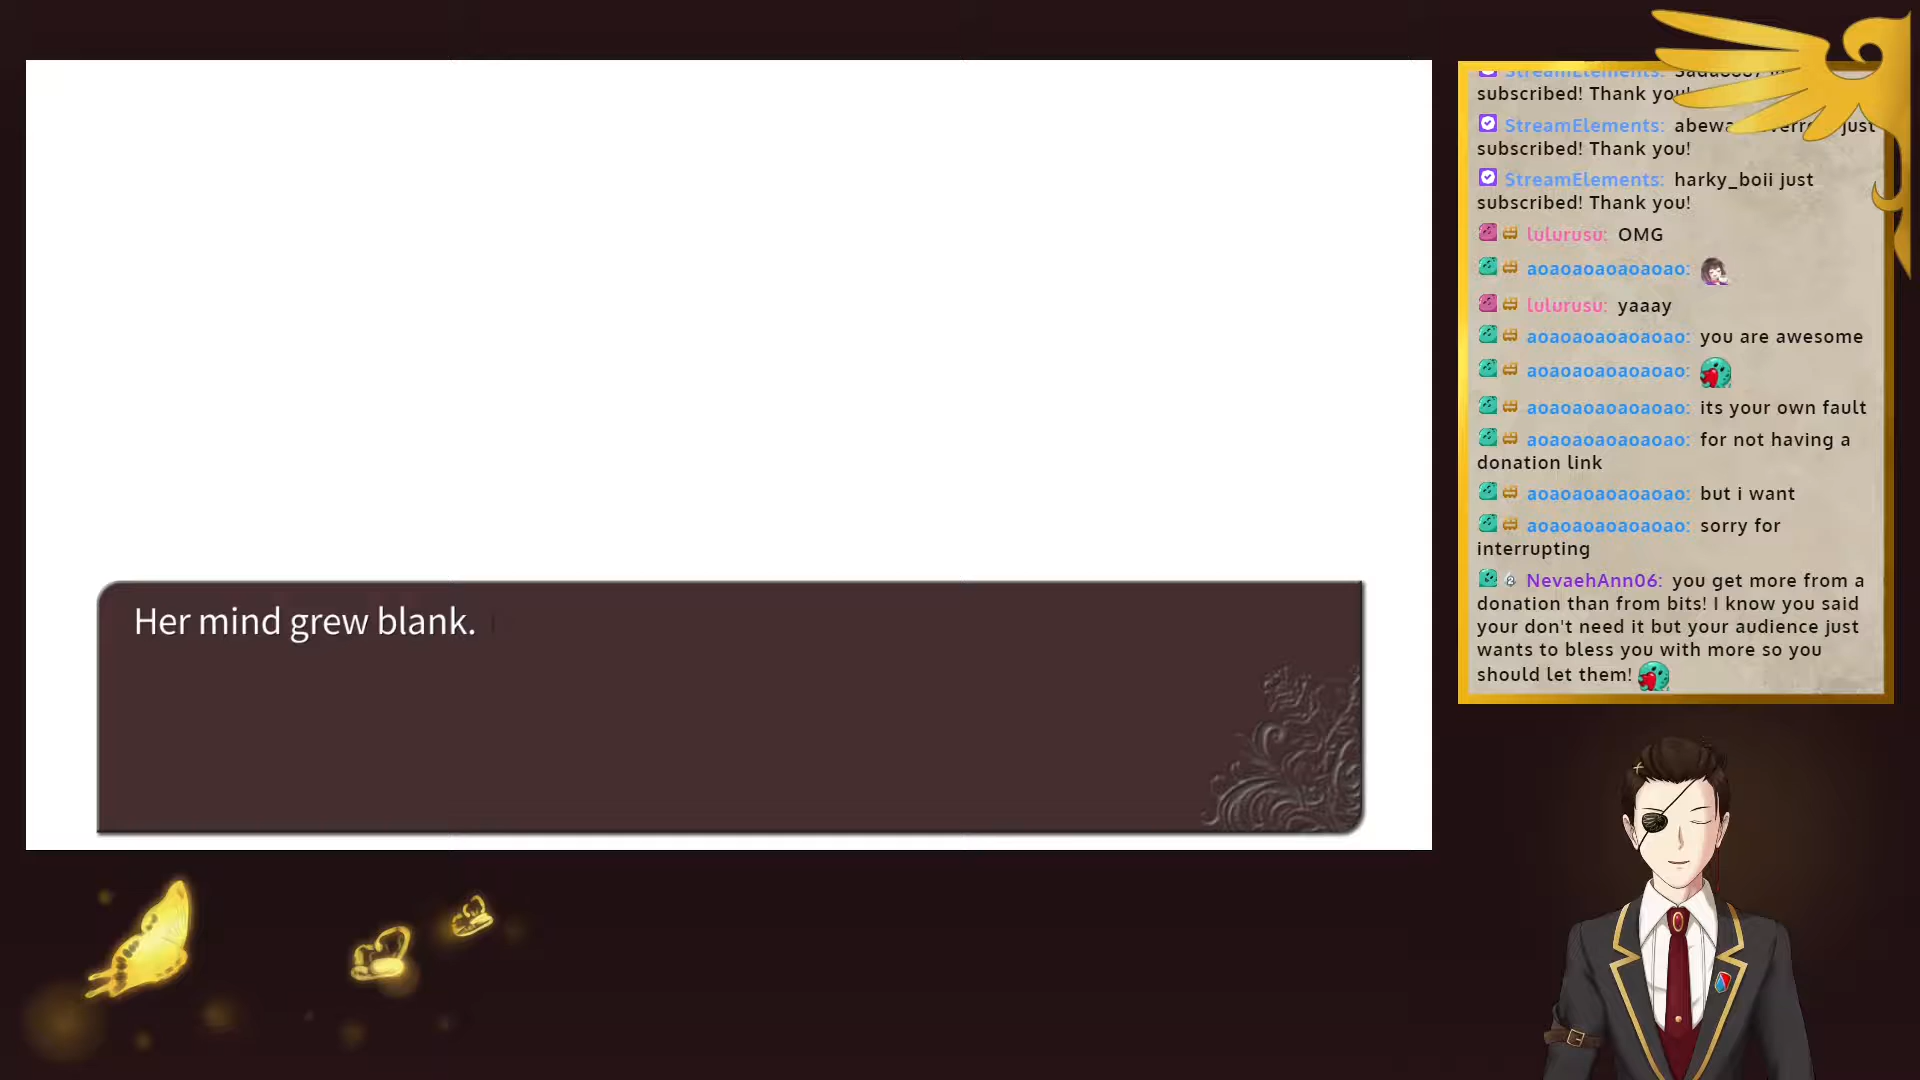 Her mind grew blank.
StreamElements:
subscribed! Thank you!
StreamElements: just
subscribed! Thank you!
StreamElements: harky_boii just
subscribed! Thank you!
lulurusu: OMG
aoaoaoaoaoaoao:
lulurusu: yaaay
aoaoaoaoaoaoao: you are awesome
aoaoaoaoaoaoao:
aoaoaoaoaoaoao: its your own fault
aoaoaoaoaoaoao: for not having a
donation link
aoaoaoaoaoaoao: but i want
aoaoaoaoaoaoao: sorry for
interrupting
NevaehAnn06: you get more from a
donation than from bits! I know you said
your don't need it but your audience just
wants to bless you with more so you
should let them!